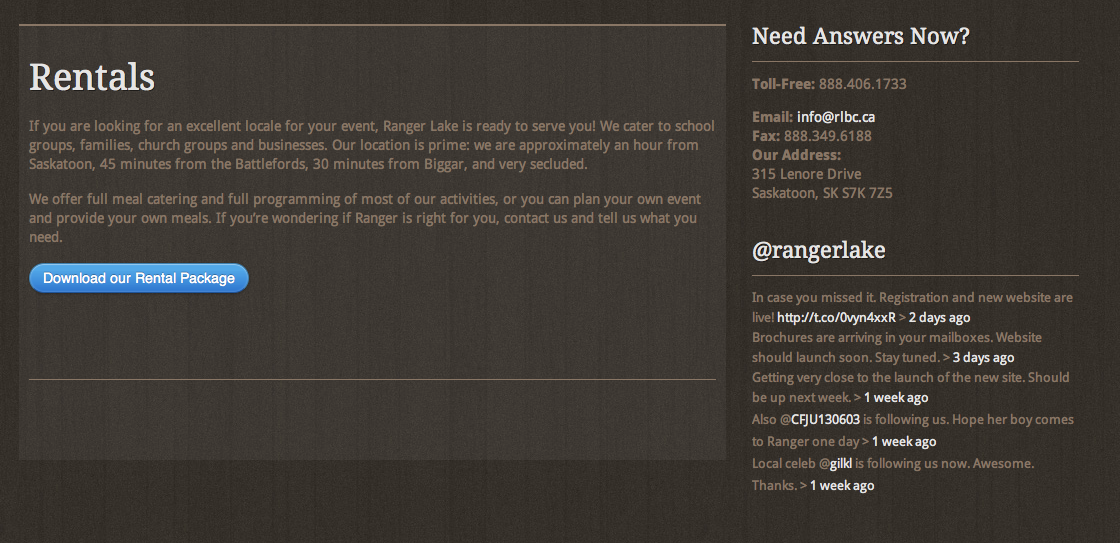 Rentals
If you are looking for an excellent locale for your event, Ranger Lake is ready to serve you! We cater to school
groups, families, church groups and businesses. Our location is prime: we are approximately an hour from
Saskatoon, 45 minutes from the Battlefords, 30 minutes from Biggar, and very secluded.
We offer full meal catering and full programming of most of our activities, or you can plan your own event
and provide your own meals. If you’re wondering if Ranger is right for you, contact us and tell us what you
need.
Download our Rental Package
Need Answers Now?
Toll-Free: 888.406.1733
Email: info@rlbc.ca
Fax: 888.349.6188
Our Address:
315 Lenore Drive
Saskatoon, SK S7K 7Z5
@rangerlake
In case you missed it. Registration and new website are
live! http://t.co/0vyn4xxR > 2 days ago
Brochures are arriving in your mailboxes. Website
should launch soon. Stay tuned. > 3 days ago
Getting very close to the launch of the new site. Should
be up next week. > 1 week ago
Also @CFJU130603 is following us. Hope her boy comes
to Ranger one day > 1 week ago
Local celeb @gilkl is following us now. Awesome.
Thanks. > 1 week ago